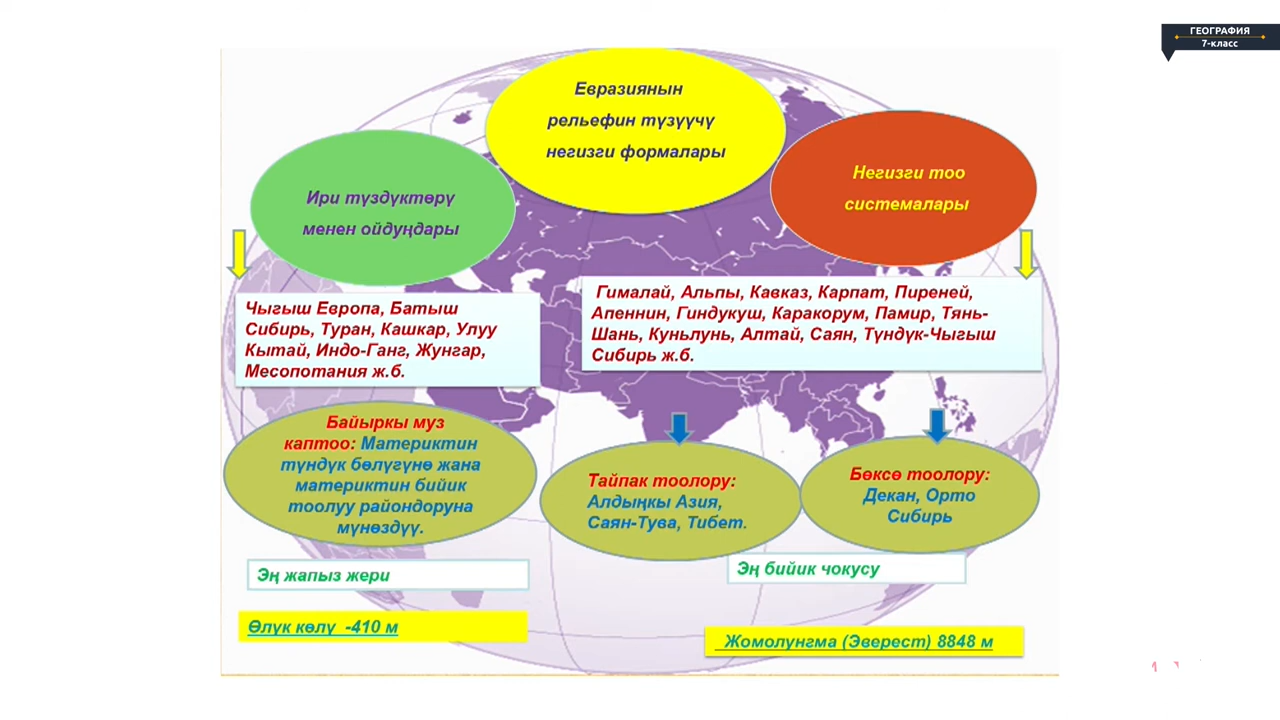 ГЕОГРАФИЯ
7-класс
Евразиянын
рельефин түзүүчү
негизги формалары
Ири түздүктөрү
менен ойдуңдары
Негизги тоо
системалары
Чыгыш Европа, Батыш
Сибирь, Туран, Кашкар, Улуу
Кытай, Индо-Ганг, Жунгар,
Месопотания ж.б.
Гималай, Альпы, Кавказ, Карпат, Пиреней,
Апеннин, Гиндукуш, Каракорум, Памир, Тянь-
Шань, Куньлунь, Алтай, Саян, Түндүк-Чыгыш
Сибирь ж.б.
Байыркы муз
каптоо: Материктин
түндүк бөлүгүнө жана
материктин бийик
тоолуу райондоруна
мүнөздүү.
Тайпак тоолору:
Алдыңкы Азия,
Саян-Тува, Тибет.
Бөксө тоолору:
Декан, Орто
Сибирь
Эң жапыз жери
Эң бийик чокусу
Өлүк көлү -410 м
Жомолунгма (Эверест) 8848 м